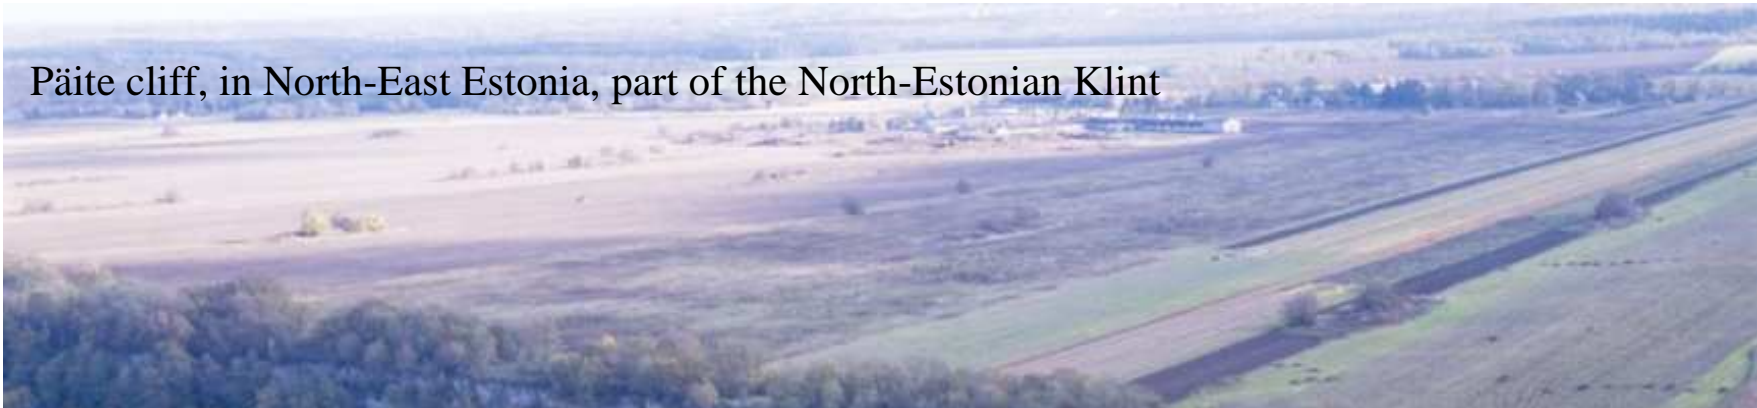 Päite cliff, in North-East Estonia, part of the North-Estonian Klint